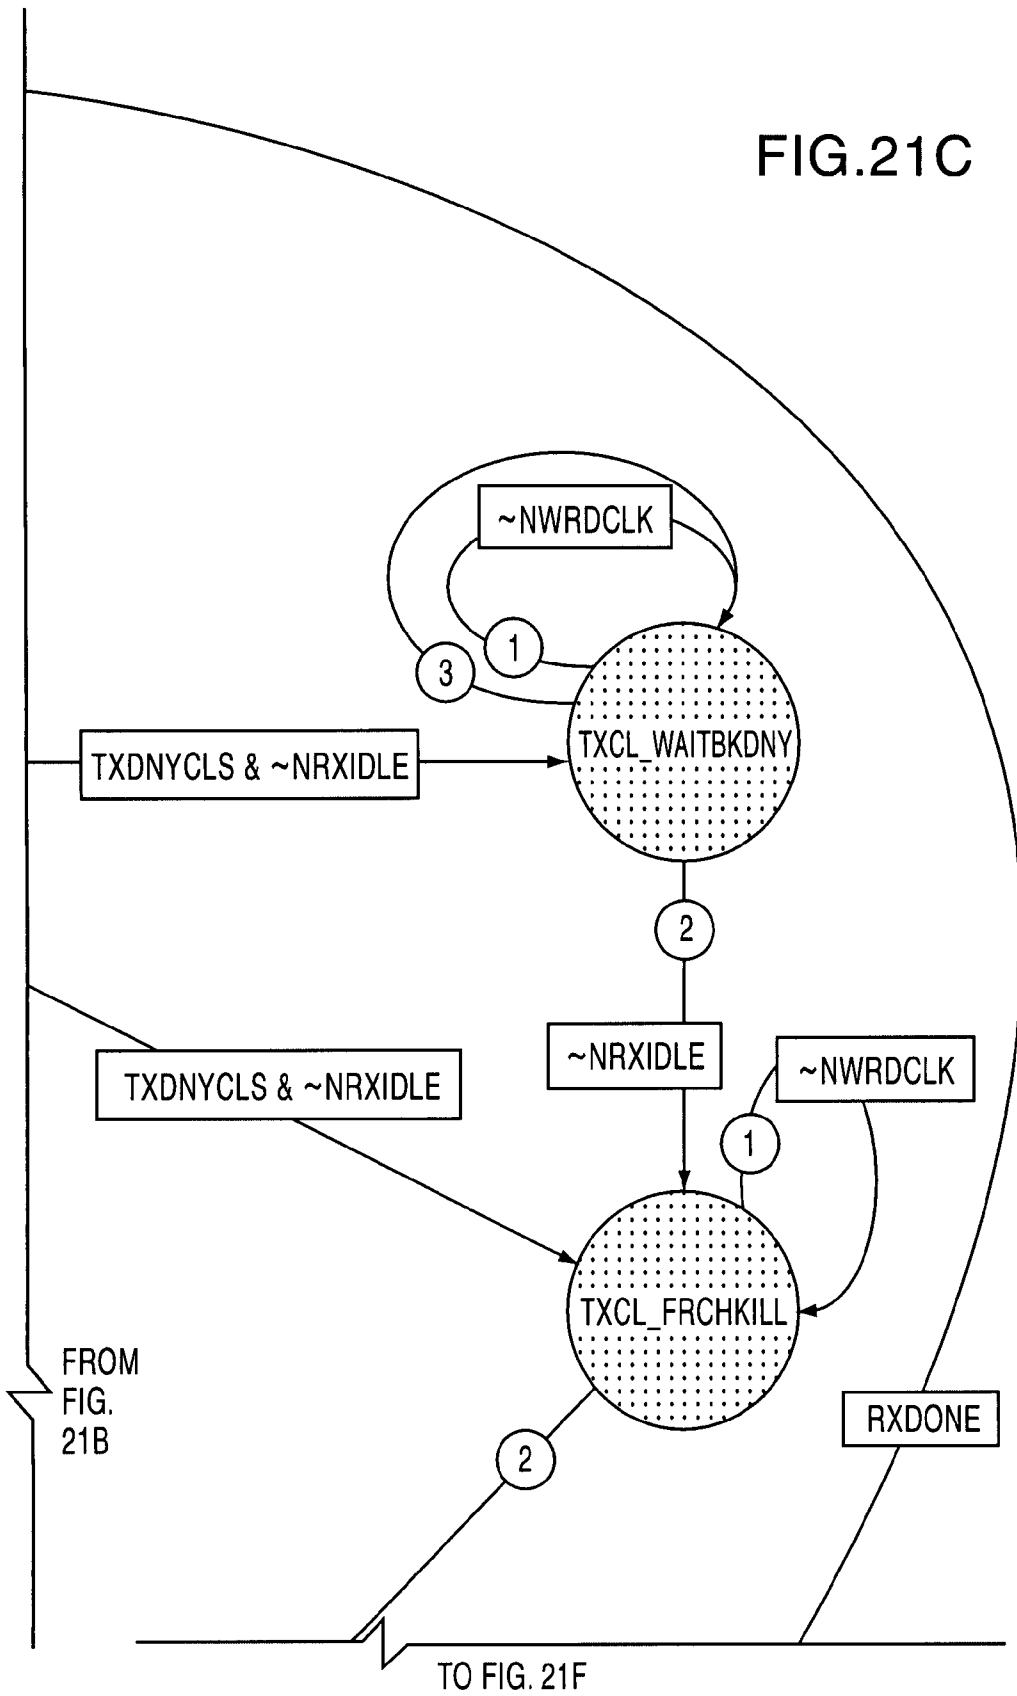 FIG.21C
~NWRDCLK
1
3
TXCL_WAITBKDNY
TXDNYCLS & ~NRXIDLE
2
~NRXIDLE
~NWRDCLK
TXDNYCLS & ~NRXIDLE
1
TXCL_FRCHKILL
FROM
FIG.
21B
RXDONE
2
TO FIG. 21F